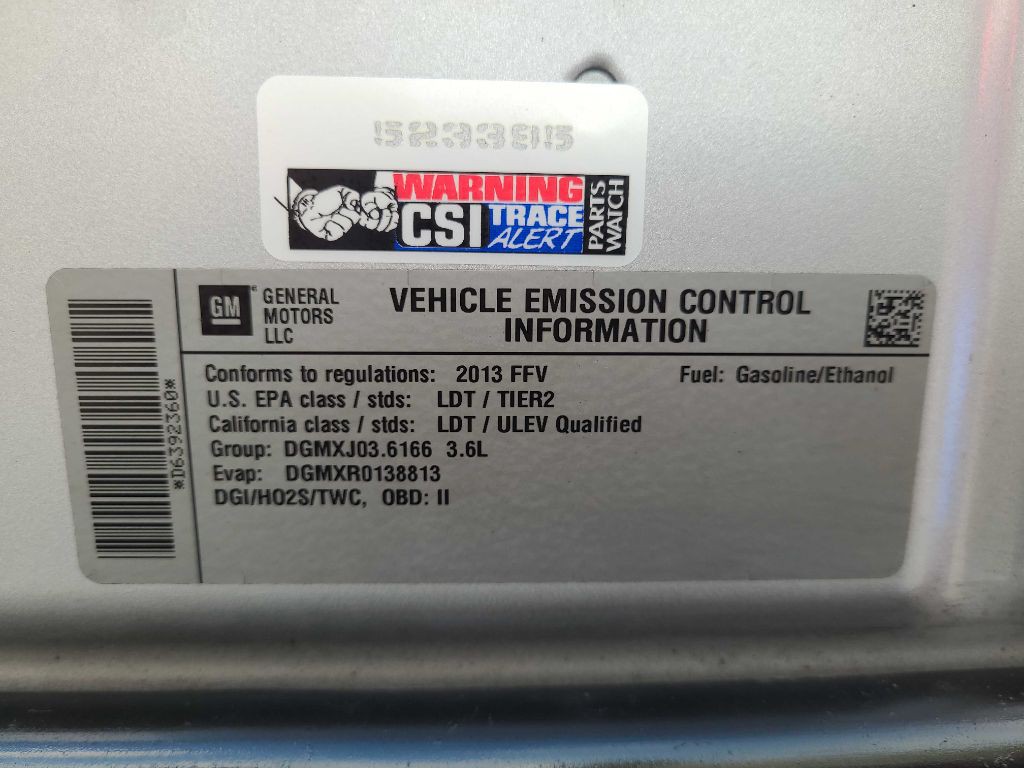 5233395
WARNING
CSI TRACE
ALERT
PARTS
WATCH
GM
GENERAL
MOTORS
LLC
VEHICLE EMISSION CONTROL
INFORMATION
Conforms to regulations: 2013 FFV
Fuel: Gasoline/Ethanol
U.S. EPA class / stds: LDT / TIER2
California class / stds: LDT / ULEV Qualified
Group: DGMXJ03.6166 3.6L
Evap: DGMXR0138813
DGI/HO2S/TWC, OBD: II
*D6392360*